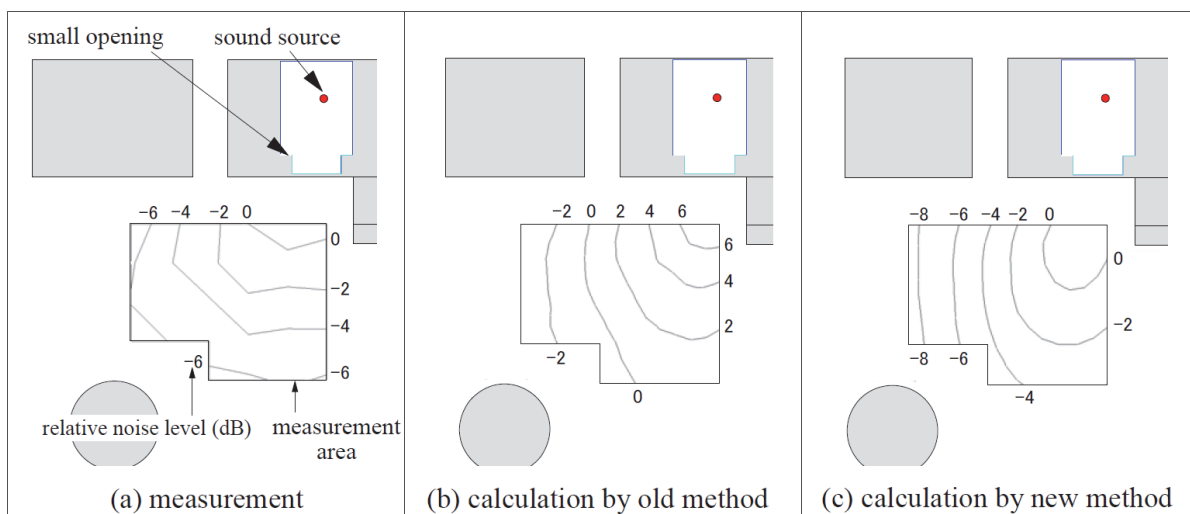 small opening
sound source
−6 −4 −2 0
0
−2
−4
−6
−6
relative noise level (dB)
measurement
area
(a) measurement
−2 0 2 4 6
6
4
2
−2
0
(b) calculation by old method
−8 −6 −4 −2 0
0
−2
−8 −6
−4
(c) calculation by new method